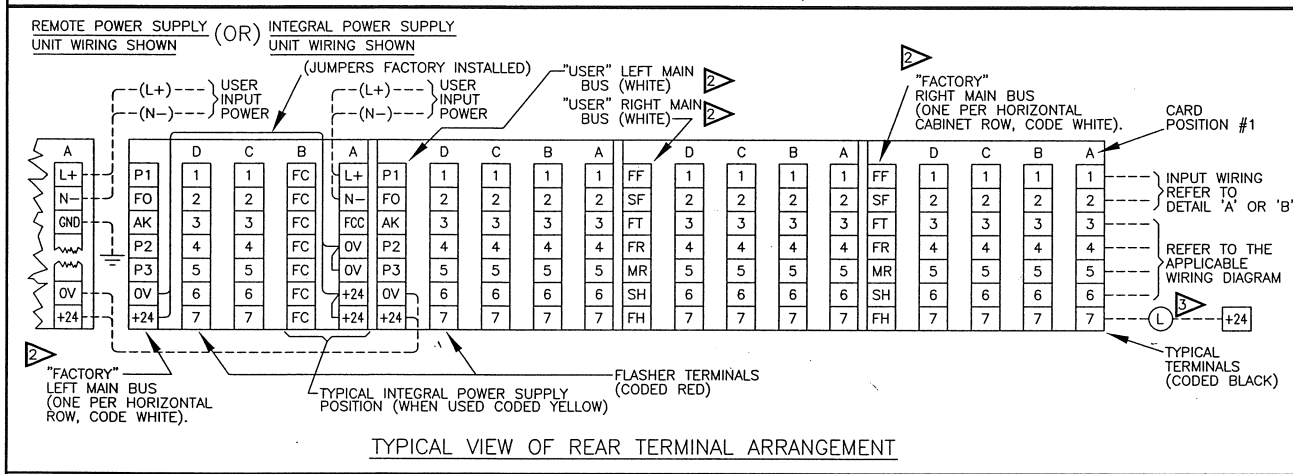 REMOTE POWER SUPPLY (OR) INTEGRAL POWER SUPPLY
UNIT WIRING SHOWN UNIT WIRING SHOWN
(JUMPERS FACTORY INSTALLED)
(L+) USER
INPUT
(N-) POWER
(L+) USER
INPUT
(N-) POWER
"USER" LEFT MAIN
BUS (WHITE)
2
"USER" RIGHT MAIN
BUS (WHITE)
2
2
"FACTORY"
RIGHT MAIN BUS
(ONE PER HORIZONTAL
CABINET ROW, CODE WHITE).
CARD
POSITION #1
A D C B A D C B A D C B A D C B A
L+ P1 1 1 FC L+ P1 1 1 1 1 FF 1 1 1 1 FF 1 1 1 1
N- FO 2 2 FC N- FO 2 2 2 2 SF 2 2 2 2 SF 2 2 2 2
GND AK 3 3 FC FCC AK 3 3 3 3 FT 3 3 3 3 FT 3 3 3 3
P2 4 4 FC 0V P2 4 4 4 4 FR 4 4 4 4 FR 4 4 4 4
P3 5 5 FC 0V P3 5 5 5 5 MR 5 5 5 5 MR 5 5 5 5
0V 0V 6 6 FC +24 0V 6 6 6 6 SH 6 6 6 6 SH 6 6 6 6
+24 +24 7 7 FC +24 +24 7 7 7 7 FH 7 7 7 7 FH 7 7 7 7
INPUT WIRING
REFER TO
DETAIL 'A' OR 'B'
REFER TO THE
APPLICABLE
WIRING DIAGRAM
3
L +24
2
"FACTORY"
LEFT MAIN BUS
(ONE PER HORIZONTAL
ROW, CODE WHITE).
TYPICAL INTEGRAL POWER SUPPLY
POSITION (WHEN USED CODED YELLOW)
FLASHER TERMINALS
(CODED RED)
TYPICAL
TERMINALS
(CODED BLACK)
TYPICAL VIEW OF REAR TERMINAL ARRANGEMENT